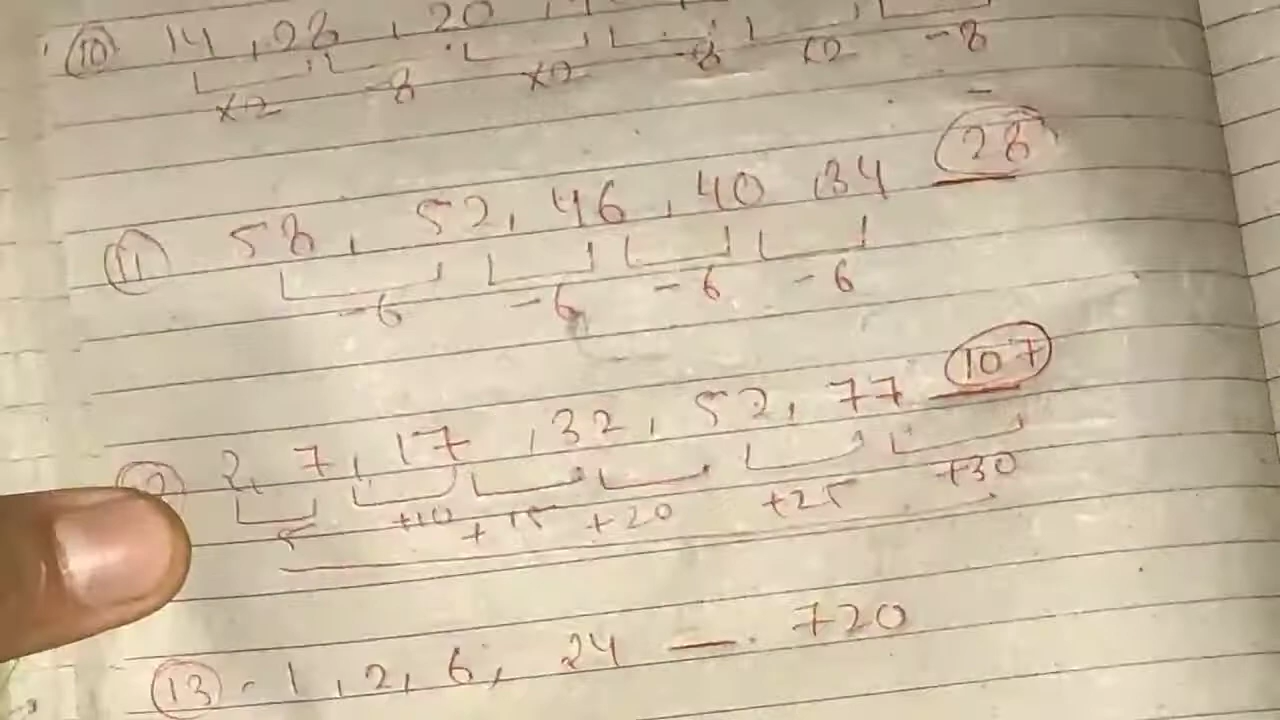 (10) 14, 28, 20,
×2 -8 ×2 -8 ×2 -8
(11) 58, 52, 46, 40, 34 28
-6 -6 -6 -6
2, 7, 17, 32, 52, 77 107
5 +10 +15 +20 +25 +30
(13) - 1, 2, 6, 24 — 720